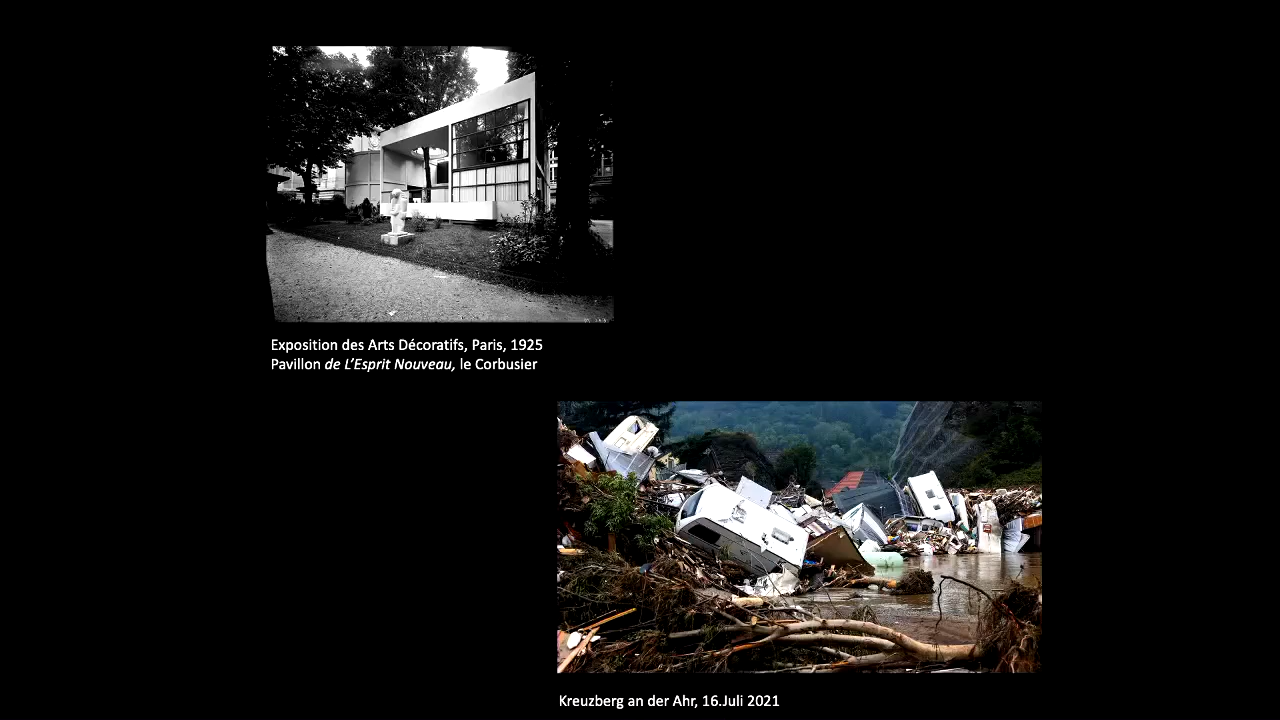 Exposition des Arts Décoratifs, Paris, 1925
Pavillon de L'Esprit Nouveau, le Corbusier
Kreuzberg an der Ahr, 16.Juli 2021